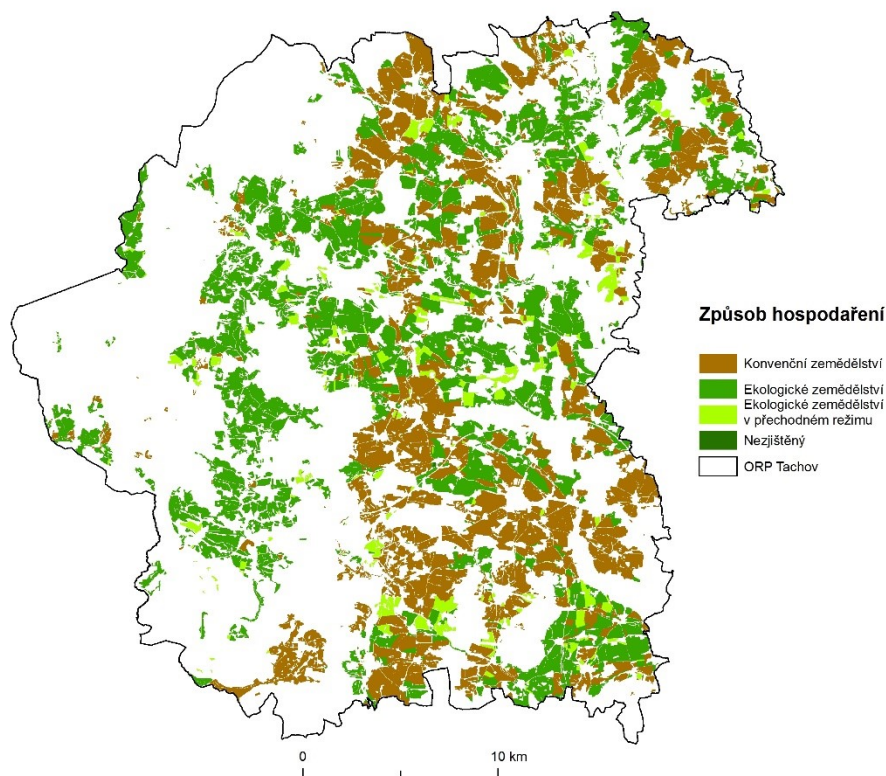 Způsob hospodaření
Konvenční zemědělství
Ekologické zemědělství
Ekologické zemědělství
v přechodném režimu
Nezjištěný
ORP Tachov
0
10 km